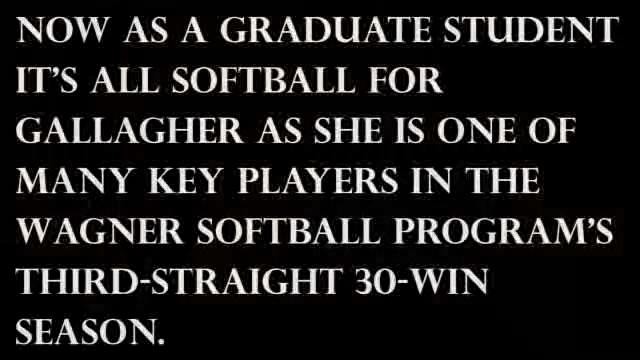 NOW AS A GRADUATE STUDENT
IT'S ALL SOFTBALL FOR
GALLAGHER AS SHE IS ONE OF
MANY KEY PLAYERS IN THE
WAGNER SOFTBALL PROGRAM'S
THIRD-STRAIGHT 30-WIN
SEASON.